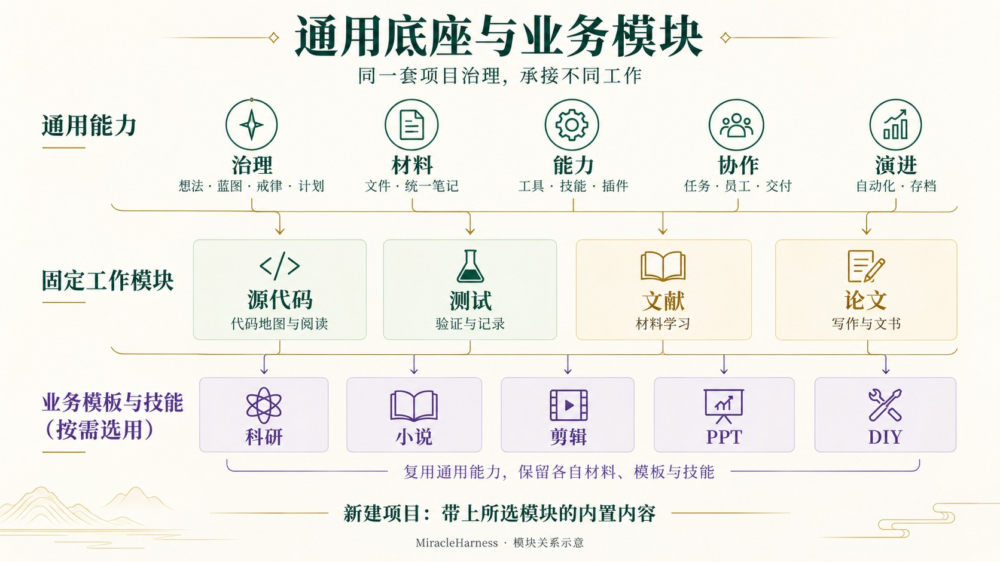 通用底座与业务模块
同一套项目治理，承接不同工作
通用能力
治理
想法 · 蓝图 · 戒律 · 计划
材料
文件 · 统一笔记
能力
工具 · 技能 · 插件
协作
任务 · 员工 · 交付
演进
自动化 · 存档
固定工作模块
源代码
代码地图与阅读
测试
验证与记录
文献
材料学习
论文
写作与文书
业务模板与技能
（按需选用）
科研
小说
剪辑
PPT
DIY
复用通用能力，保留各自材料、模板与技能
新建项目：带上所选模块的内置内容
MiracleHarness · 模块关系示意